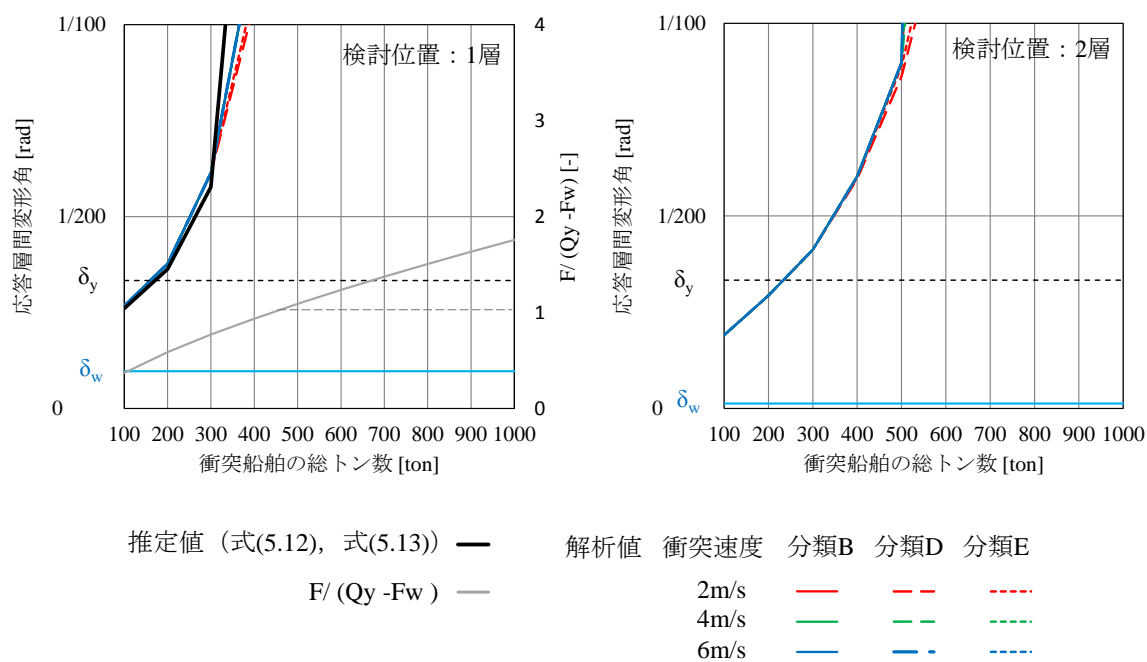 1/100
1/200
0
応答層間変形角 [rad]
δy
δw
検討位置：1層
4
3
2
1
0
F/ (Qy -Fw) [-]
100 200 300 400 500 600 700 800 900 1000
衝突船舶の総トン数 [ton]
1/100
1/200
0
応答層間変形角 [rad]
δy
δw
検討位置：2層
100 200 300 400 500 600 700 800 900 1000
衝突船舶の総トン数 [ton]
推定値（式(5.12)，式(5.13)）
F/ (Qy -Fw )
解析値 衝突速度 分類B 分類D 分類E
2m/s
4m/s
6m/s